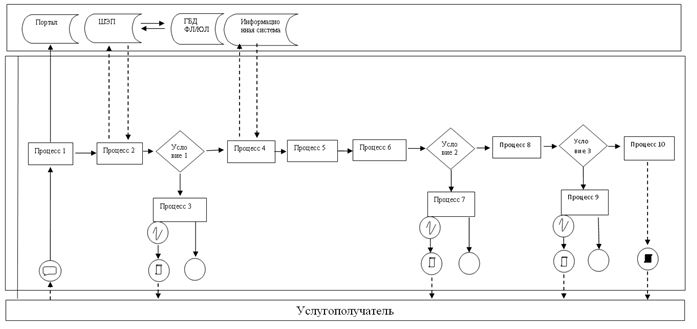 Портал
ШЭП
ГБД
ФЛ/ЮЛ
Информацио
нная система
Процесс 1
Процесс 2
Усло
вие 1
Процесс 4
Процесс 5
Процесс 6
Усло
вие 2
Процесс 8
Усло
вие 3
Процесс 10
Процесс 3
Процесс 7
Процесс 9
Услугополучатель